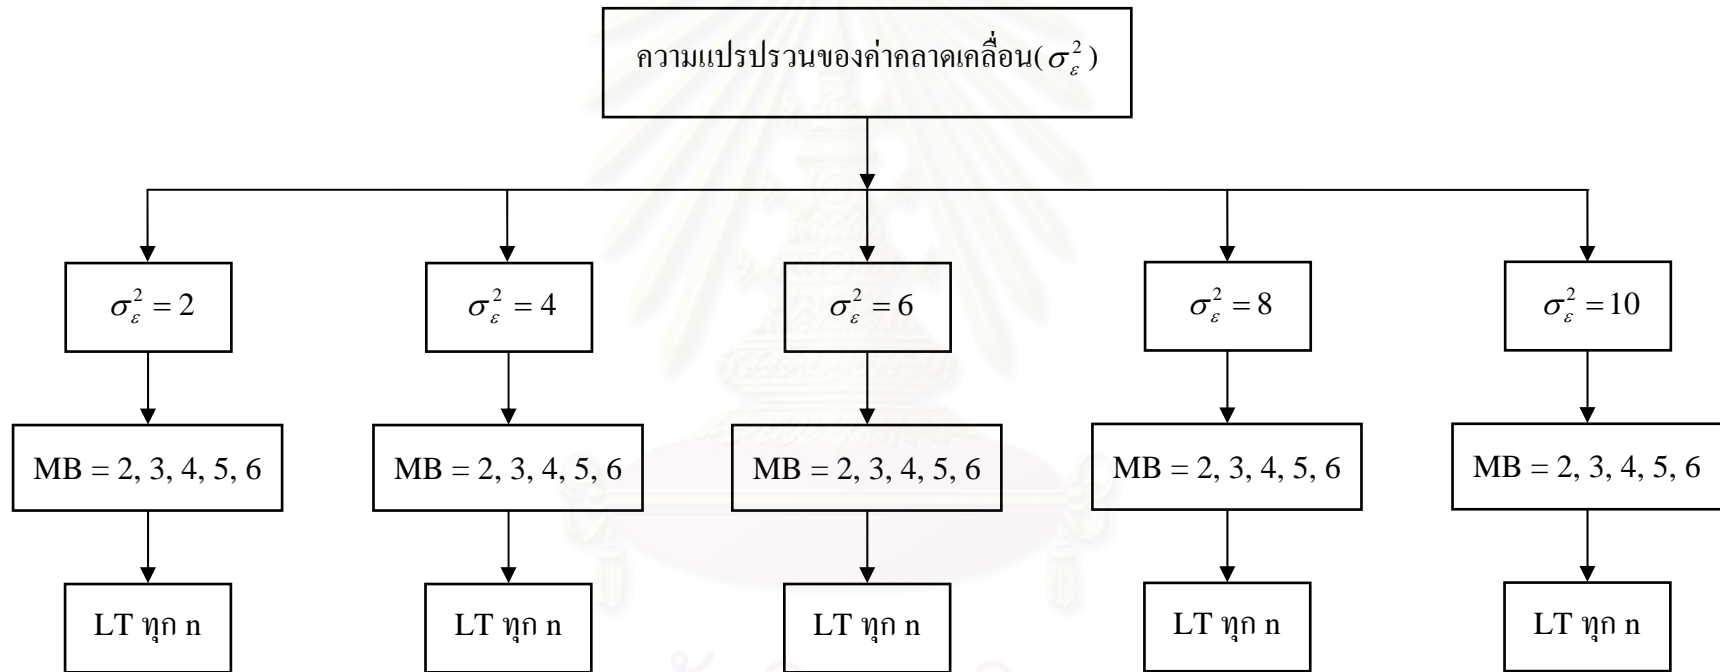 ความแปรปรวนของค่าคลาดเคลื่อน(σ²ε)
σ²ε = 2
σ²ε = 4
σ²ε = 6
σ²ε = 8
σ²ε = 10
MB = 2, 3, 4, 5, 6
MB = 2, 3, 4, 5, 6
MB = 2, 3, 4, 5, 6
MB = 2, 3, 4, 5, 6
MB = 2, 3, 4, 5, 6
LT ทุก n
LT ทุก n
LT ทุก n
LT ทุก n
LT ทุก n